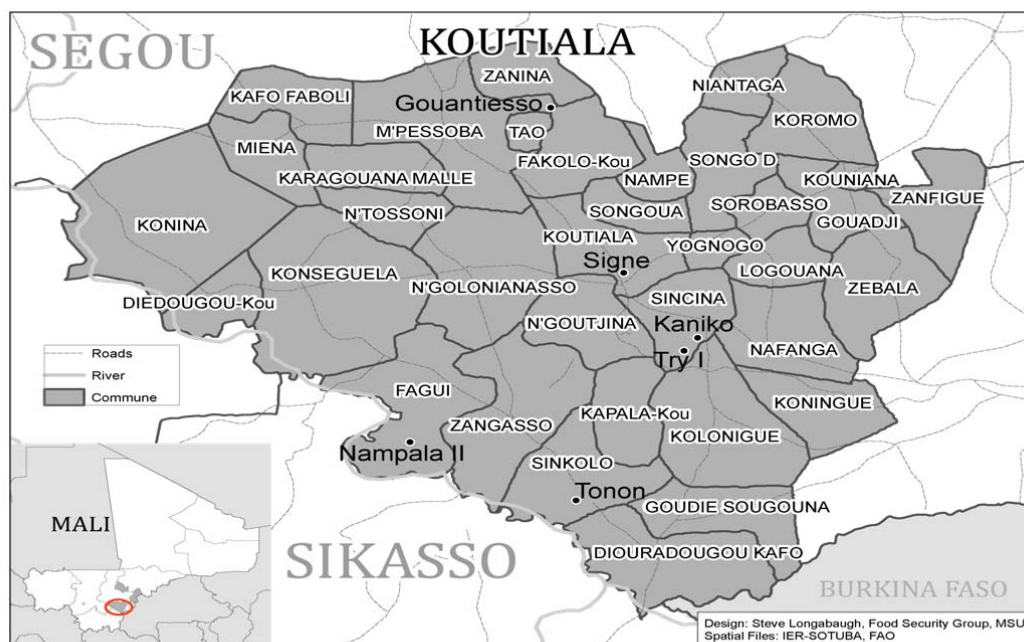 SEGOU
KOUTIALA
ZANINA
NIANTAGA
KAFO FABOLI
Gouantiesso
KOROMO
M'PESSOBA
TAO
MIENA
FAKOLO-Kou
SONGO D
KARAGOUANA MALLE
NAMPE
KOUNIANA
ZANFIGUE
SOROBASSO
N'TOSSONI
SONGOUA
GOUADJI
KONINA
KOUTIALA
YOGNOGO
Signe
KONSEGUELA
LOGOUANA
N'GOLONIANASSO
ZEBALA
DIEDOUGOU-Kou
SINCINA
N'GOUTJINA
Kaniko
NAFANGA
Try I
Roads
River
Commune
FAGUI
KONINGUE
KAPALA-Kou
ZANGASSO
KOLONIGUE
Nampala II
SINKOLO
Tonon
GOUDIE SOUGOUNA
MALI
DIOURADOUGOU KAFO
SIKASSO
BURKINA FASO
Design: Steve Longabaugh, Food Security Group, MSU
Spatial Files: IER-SOTUBA, FAO